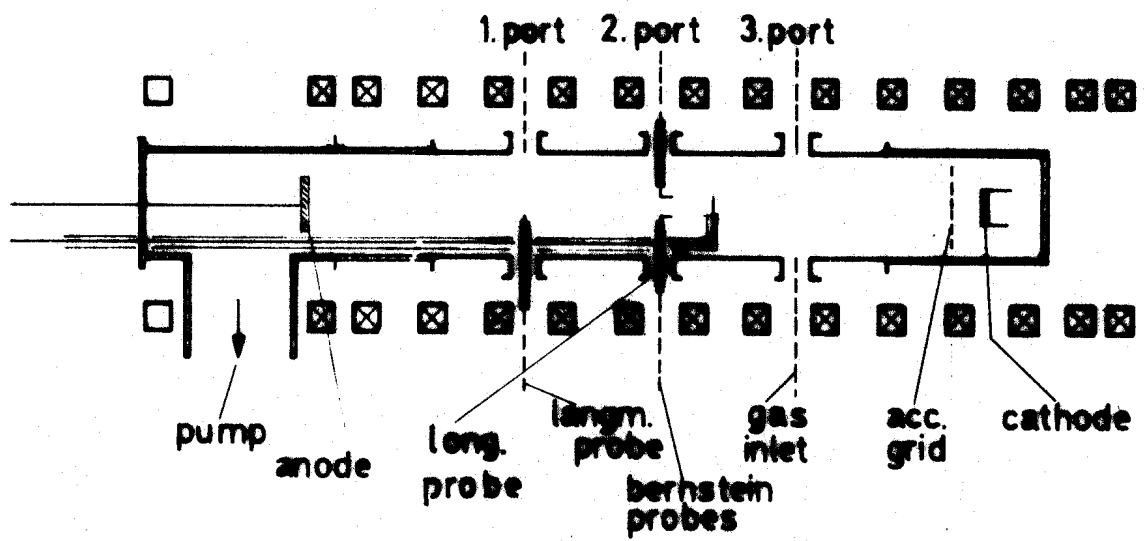 1. port 2. port 3. port
pump
anode
long.
probe
langm.
probe
bernstein
probes
gas
inlet
acc.
grid
cathode